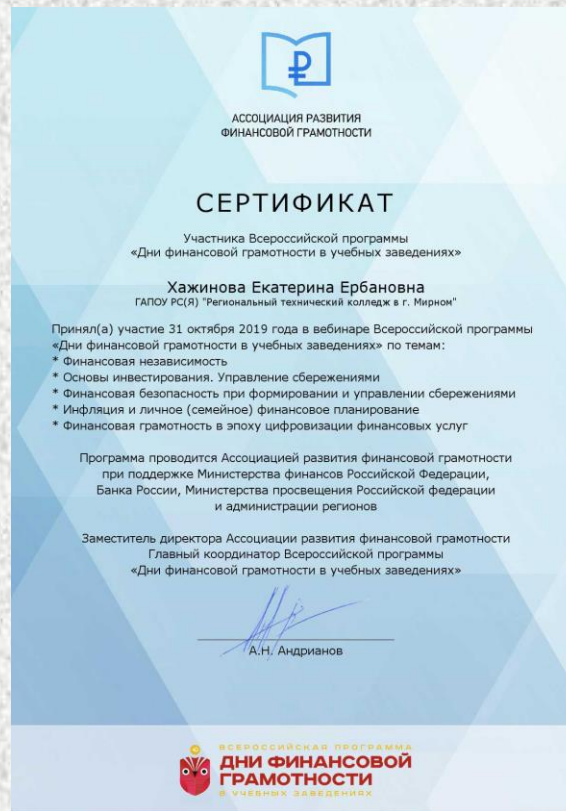 АССОЦИАЦИЯ РАЗВИТИЯ
ФИНАНСОВОЙ ГРАМОТНОСТИ
СЕРТИФИКАТ
Участника Всероссийской программы
«Дни финансовой грамотности в учебных заведениях»
Хажинова Екатерина Ербановна
ГАПОУ РС(Я) "Региональный технический колледж в г. Мирном"
Принял(а) участие 31 октября 2019 года в вебинаре Всероссийской программы
«Дни финансовой грамотности в учебных заведениях» по темам:
* Финансовая независимость
* Основы инвестирования. Управление сбережениями
* Финансовая безопасность при формировании и управлении сбережениями
* Инфляция и личное (семейное) финансовое планирование
* Финансовая грамотность в эпоху цифровизации финансовых услуг
Программа проводится Ассоциацией развития финансовой грамотности
при поддержке Министерства финансов Российской Федерации,
Банка России, Министерства просвещения Российской федерации
и администрации регионов
Заместитель директора Ассоциации развития финансовой грамотности
Главный координатор Всероссийской программы
«Дни финансовой грамотности в учебных заведениях»
А.Н. Андрианов
ВСЕРОССИЙСКАЯ ПРОГРАММА
ДНИ ФИНАНСОВОЙ
ГРАМОТНОСТИ
В УЧЕБНЫХ ЗАВЕДЕНИЯХ